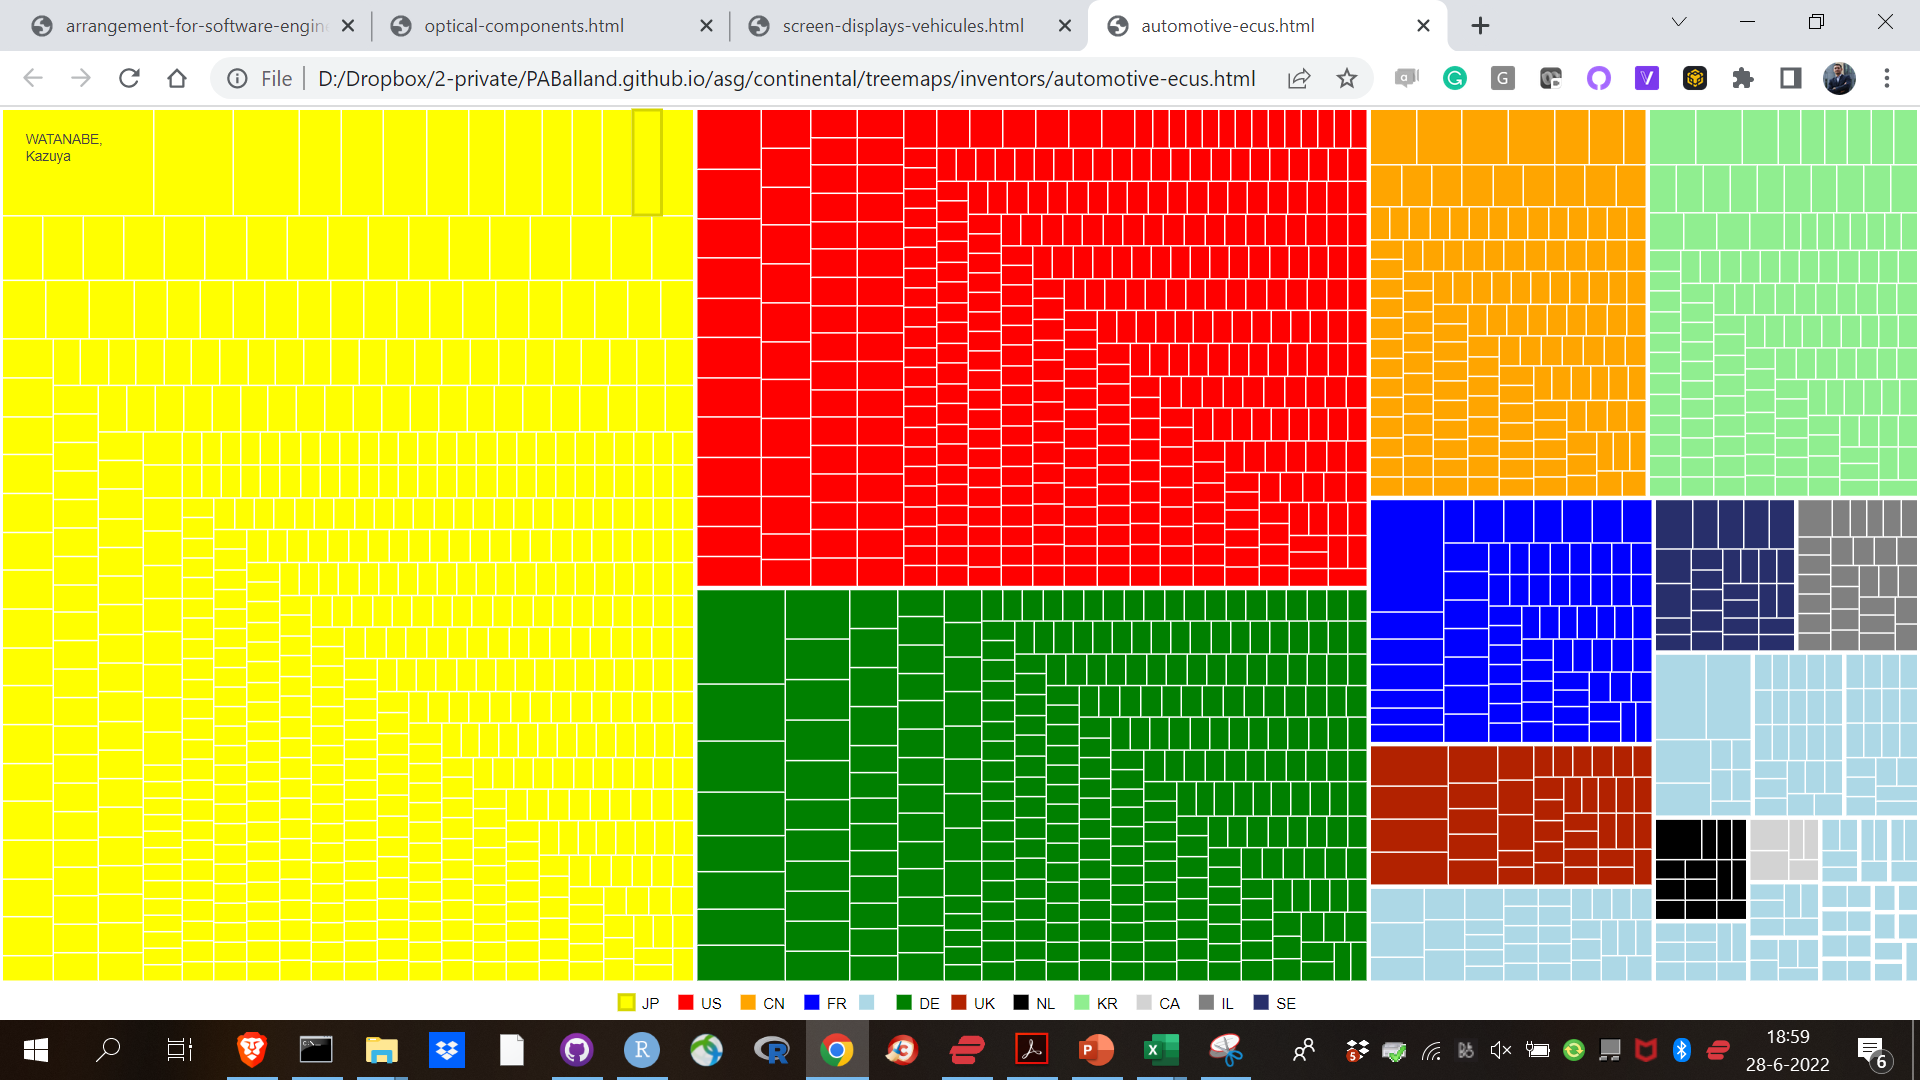 arrangement-for-software-engin
optical-components.html
screen-displays-vehicules.html
automotive-ecus.html
File
D:/Dropbox/2-private/PABalland.github.io/asg/continental/treemaps/inventors/automotive-ecus.html
WATANABE,
Kazuya
JP US CN FR DE UK NL KR CA IL SE
18:59
28-6-2022
6